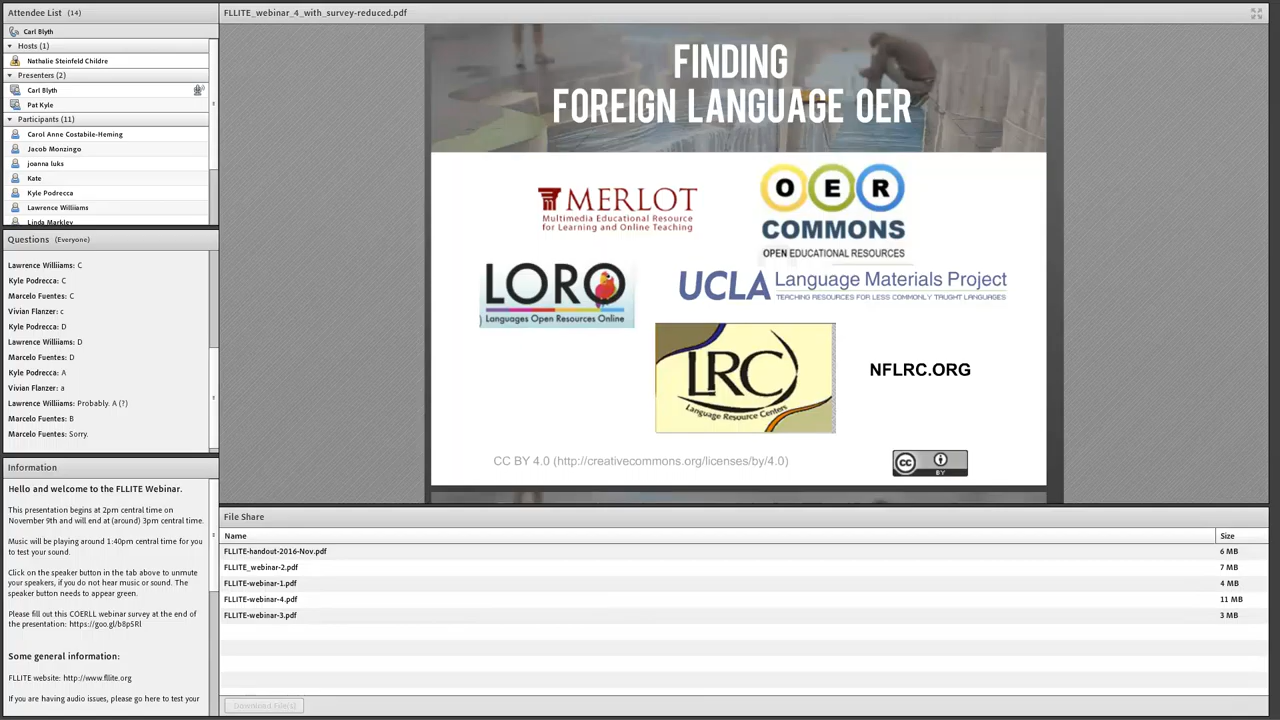 Attendee List (14)
Carl Blyth
Hosts (1)
Nathalie Steinfeld Childre
Presenters (2)
Carl Blyth
Pat Kyle
Participants (11)
Carol Anne Costabile-Heming
Jacob Monzingo
joanna luks
Kate
Kyle Podrecca
Lawrence Williiams
Linda Markley
Questions (Everyone)
Lawrence Williiams: C
Kyle Podrecca: C
Marcelo Fuentes: C
Vivian Flanzer: c
Kyle Podrecca: D
Lawrence Williiams: D
Marcelo Fuentes: D
Kyle Podrecca: A
Vivian Flanzer: a
Lawrence Williiams: Probably. A (?)
Marcelo Fuentes: B
Marcelo Fuentes: Sorry.
Information
Hello and welcome to the FLLITE Webinar.
This presentation begins at 2pm central time on
November 9th and will end at (around) 3pm central time.
Music will be playing around 1:40pm central time for you
to test your sound.
Click on the speaker button in the tab above to unmute
your speakers, if you do not hear music or sound. The
speaker button needs to appear green.
Please fill out this COERLL webinar survey at the end of
the presentation: https://goo.gl/b8p5Rl
Some general information:
FLLITE website: http://www.fllite.org
If you are having audio issues, please go here to test your
FLLITE_webinar_4_with_survey-reduced.pdf
FINDING
FOREIGN LANGUAGE OER
MERLOT
Multimedia Educational Resource
for Learning and Online Teaching
OER
COMMONS
OPEN EDUCATIONAL RESOURCES
LORO
Languages Open Resources Online
UCLA Language Materials Project
TEACHING RESOURCES FOR LESS COMMONLY TAUGHT LANGUAGES
LRC
Language Resource Centers
NFLRC.ORG
CC BY 4.0 (http://creativecommons.org/licenses/by/4.0)
cc
BY
File Share
Name Size
FLLITE-handout-2016-Nov.pdf 6 MB
FLLITE_webinar-2.pdf 7 MB
FLLITE-webinar-1.pdf 4 MB
FLLITE-webinar-4.pdf 11 MB
FLLITE-webinar-3.pdf 3 MB
Download File(s)